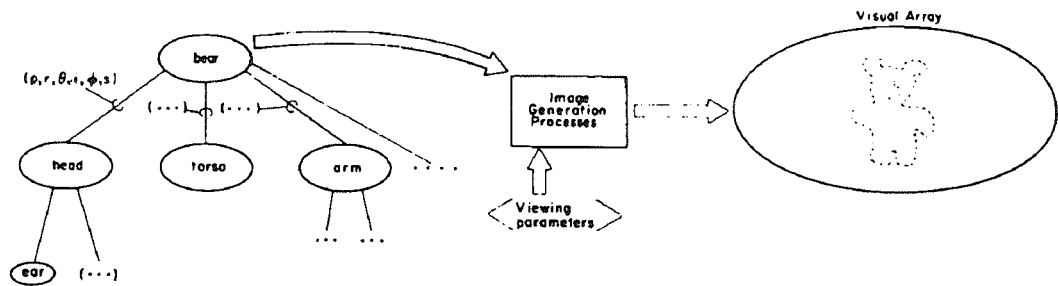 Visual Array
bear
(ρ, r, θ, ι, φ, s)
(···)
(···)
Image
Generation
Processes
head
torso
arm
····
Viewing
parameters
···
···
ear
(···)